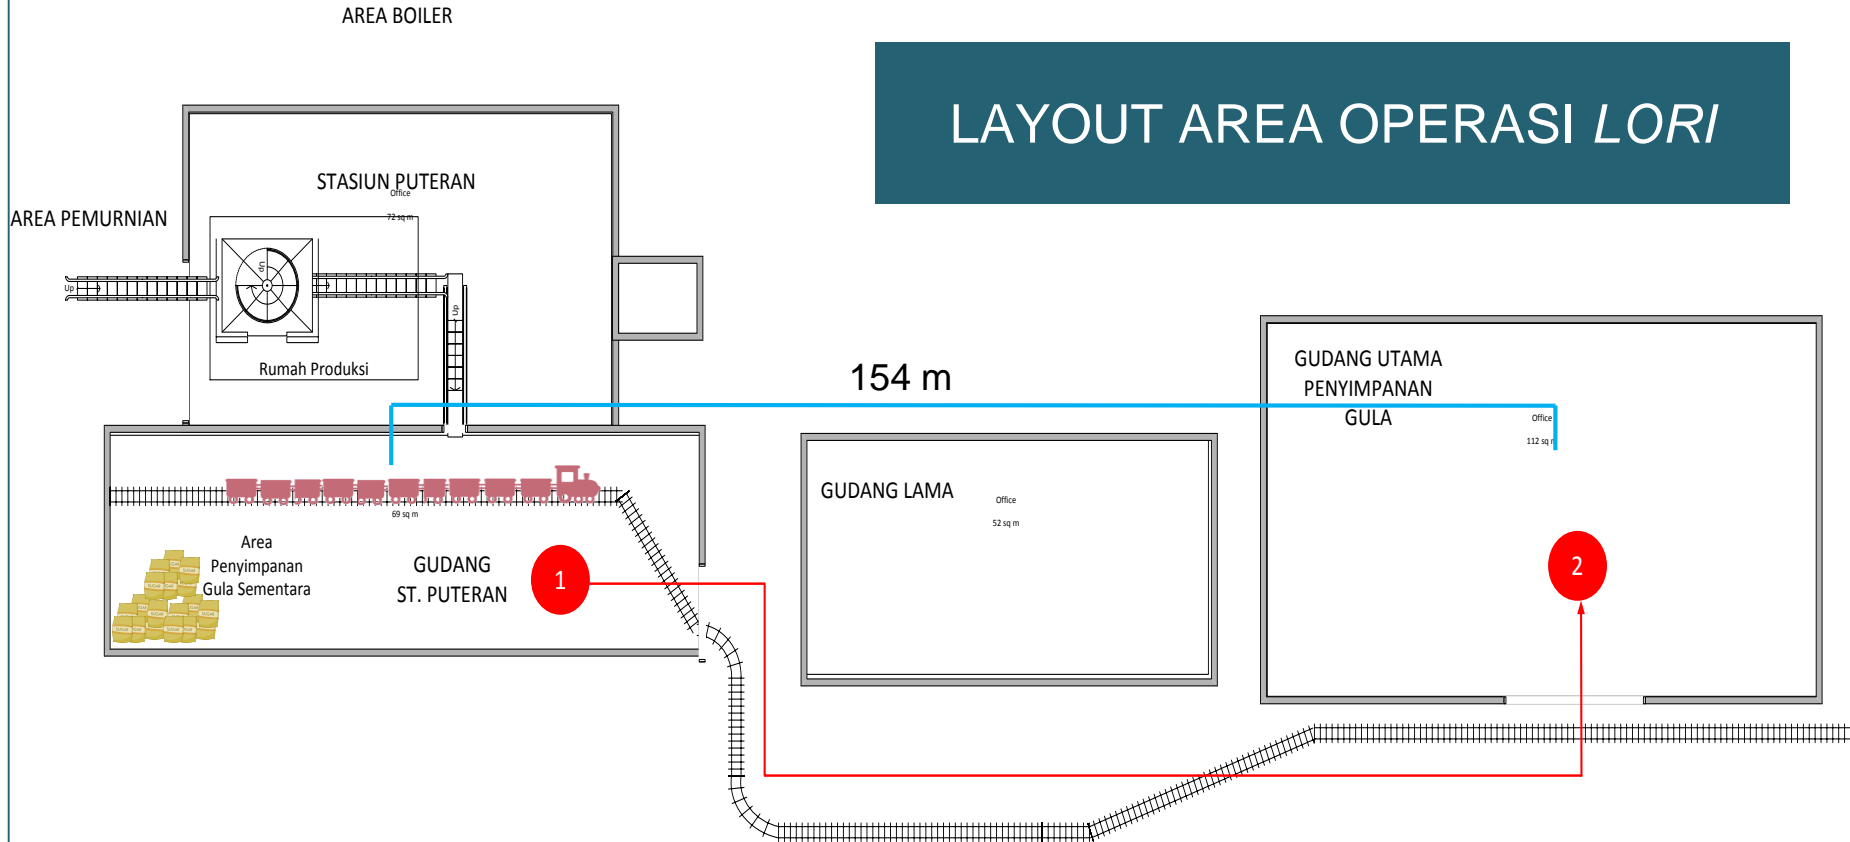 AREA BOILER
LAYOUT AREA OPERASI LORI
STASIUN PUTERAN
Office
72 sq m
AREA PEMURNIAN
Up
Up
Up
Rumah Produksi
154 m
GUDANG UTAMA
PENYIMPANAN
GULA
Office
112 sq m
GUDANG LAMA
Office
52 sq m
69 sq m
Area
Penyimpanan
Gula Sementara
GUDANG
ST. PUTERAN
1
2